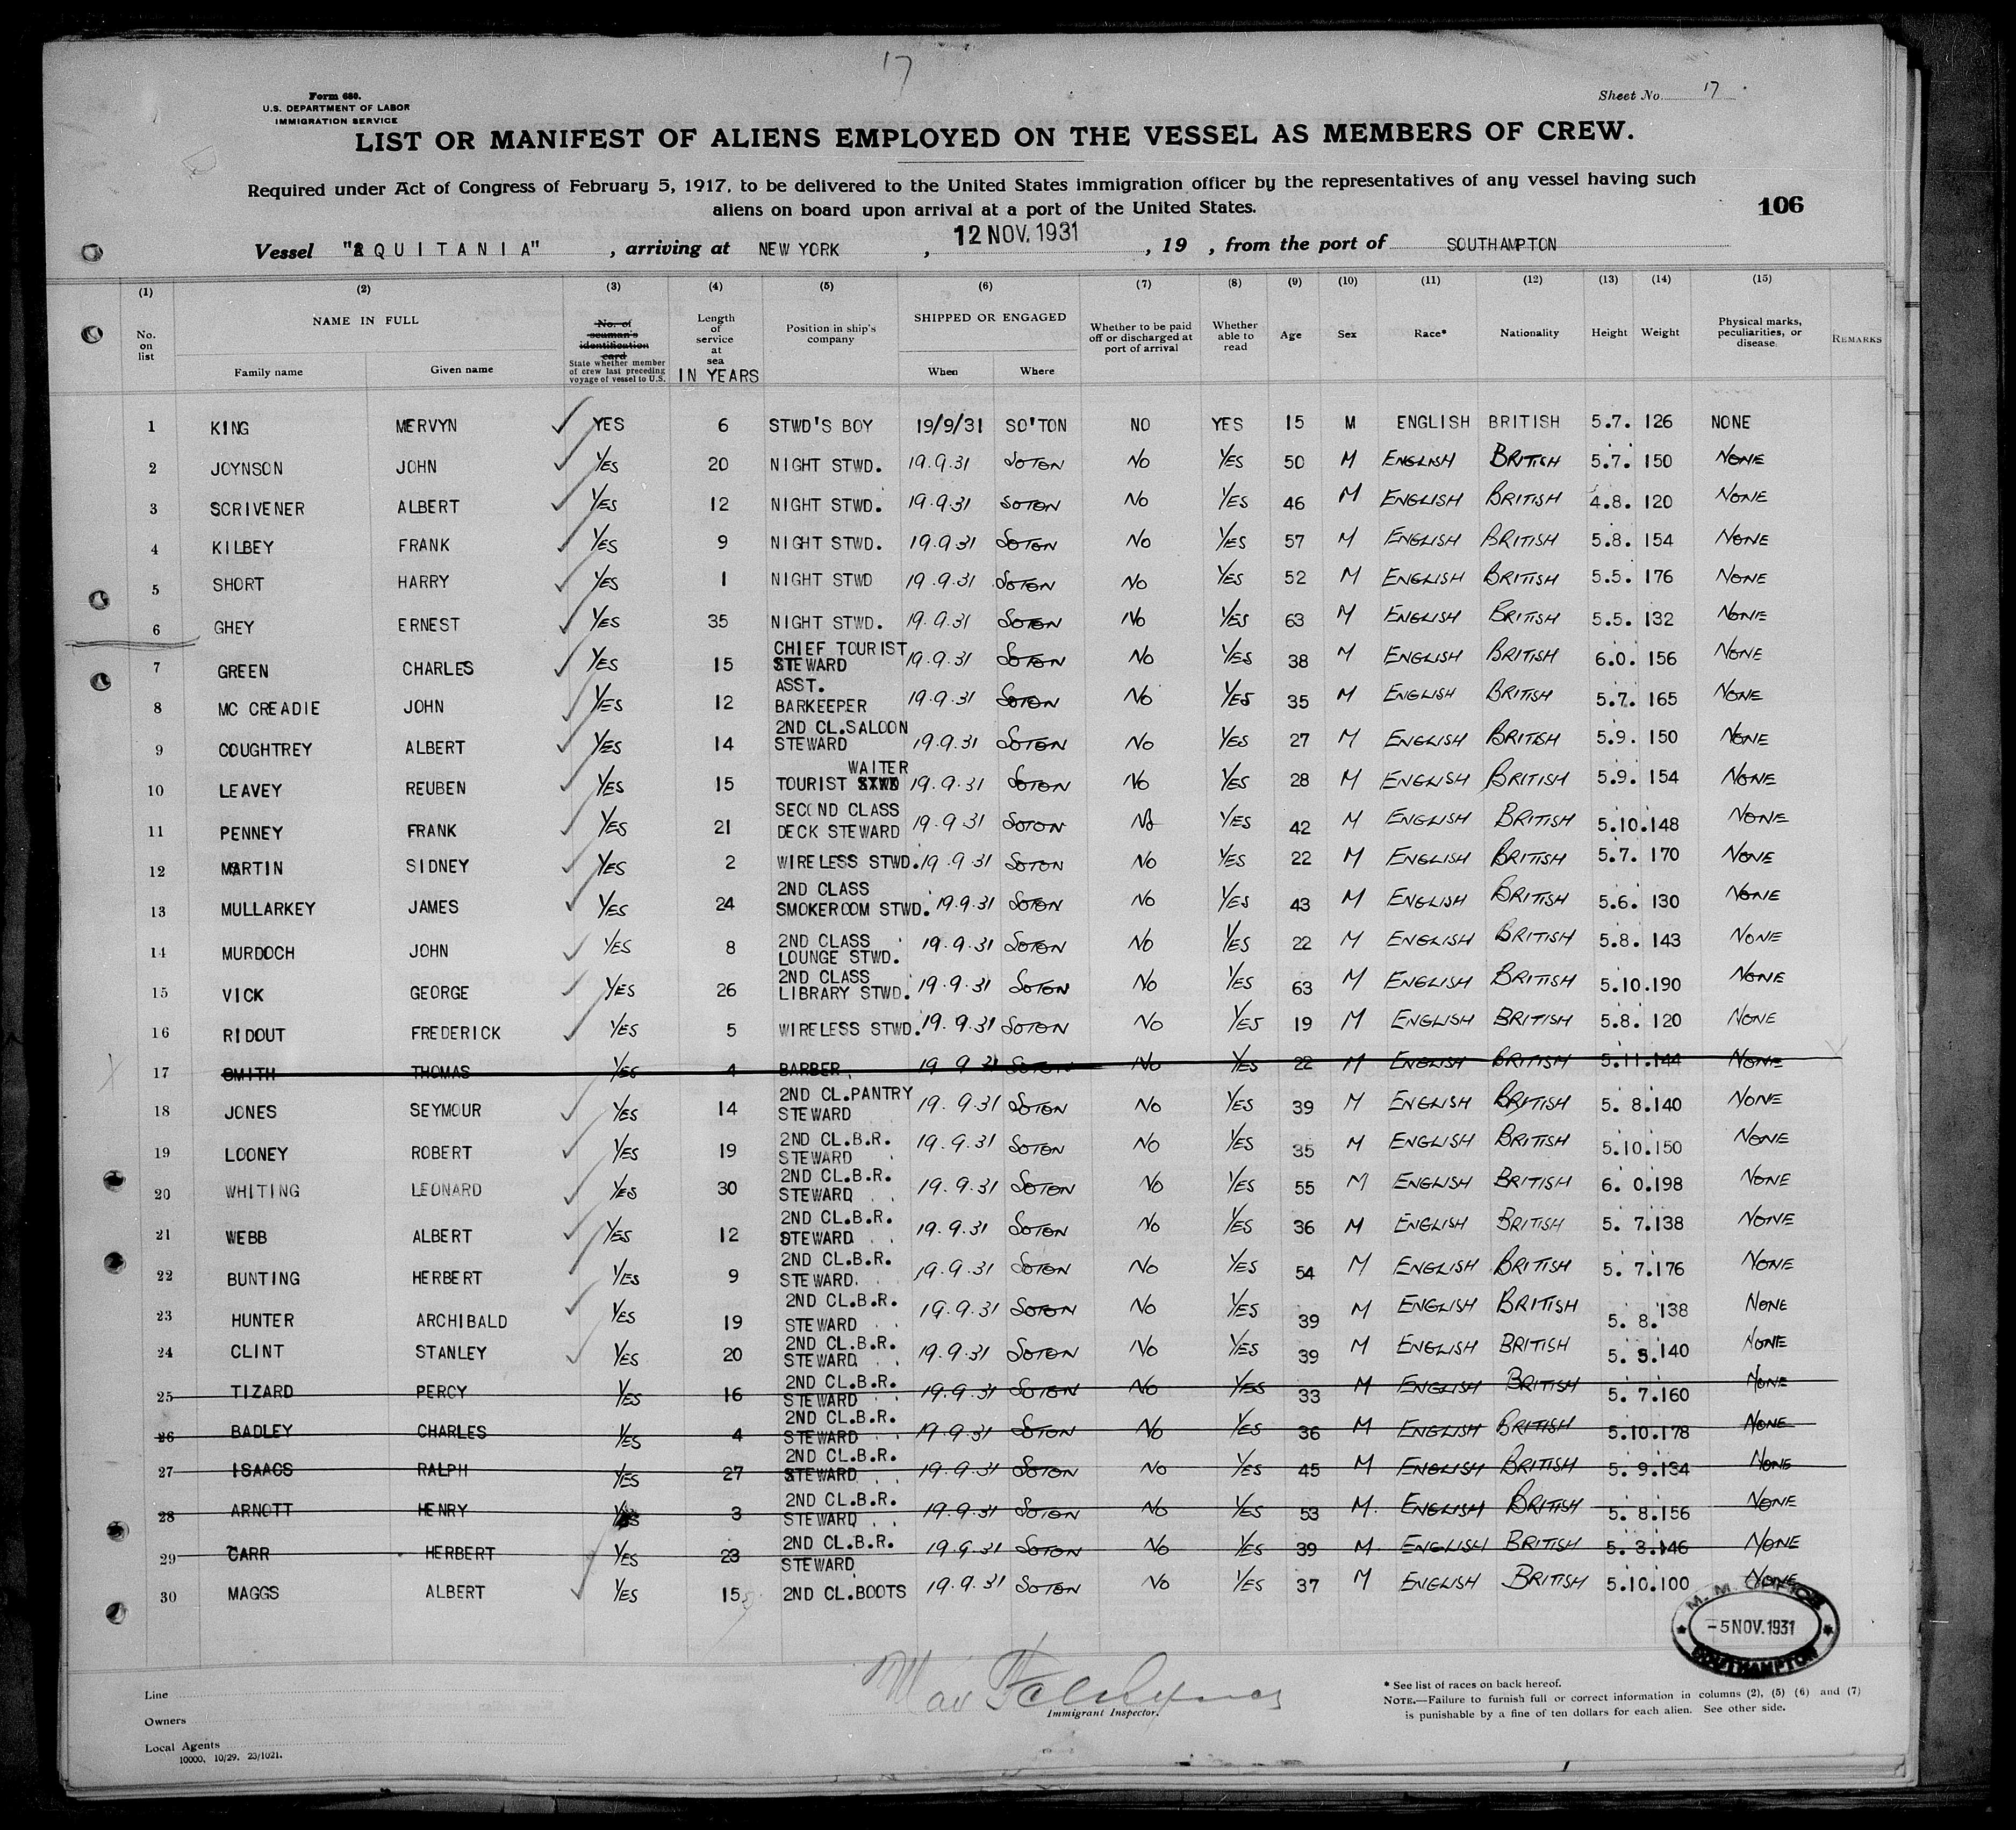 17
Form 680.
U.S. DEPARTMENT OF LABOR
IMMIGRATION SERVICE
Sheet No. 17
LIST OR MANIFEST OF ALIENS EMPLOYED ON THE VESSEL AS MEMBERS OF CREW.
Required under Act of Congress of February 5, 1917, to be delivered to the United States immigration officer by the representatives of any vessel having such
aliens on board upon arrival at a port of the United States.
106
Vessel "AQUITANIA", arriving at NEW YORK, 12 NOV. 1931, 19 , from the port of SOUTHAMPTON
(1) (2) (3) (4) (5) (6) (7) (8) (9) (10) (11) (12) (13) (14) (15)
No. on list NAME IN FULL Family name Given name No. of seaman's identification card State whether member of crew last preceding voyage of vessel to U.S. Length of service at sea IN YEARS Position in ship's company SHIPPED OR ENGAGED When Where Whether to be paid off or discharged at port of arrival Whether able to read Age Sex Race* Nationality Height Weight Physical marks, peculiarities, or disease. REMARKS
1 KING MERVYN YES 6 STWD'S BOY 19/9/31 SO'TON NO YES 15 M ENGLISH BRITISH 5.7. 126 NONE
2 JOYNSON JOHN YES 20 NIGHT STWD. 19.9.31 SOTON NO YES 50 M ENGLISH BRITISH 5.7. 150 NONE
3 SCRIVENER ALBERT YES 12 NIGHT STWD. 19.9.31 SOTON NO YES 46 M ENGLISH BRITISH 4.8. 120 NONE
4 KILBEY FRANK YES 9 NIGHT STWD. 19.9.31 SOTON NO YES 57 M ENGLISH BRITISH 5.8. 154 NONE
5 SHORT HARRY YES 1 NIGHT STWD 19.9.31 SOTON NO YES 52 M ENGLISH BRITISH 5.5. 176 NONE
6 GHEY ERNEST YES 35 NIGHT STWD. 19.9.31 SOTON NO YES 63 M ENGLISH BRITISH 5.5. 132 NONE
7 GREEN CHARLES YES 15 CHIEF TOURIST STEWARD 19.9.31 SOTON NO YES 38 M ENGLISH BRITISH 6.0. 156 NONE
8 MC CREADIE JOHN YES 12 ASST. BARKEEPER 19.9.31 SOTON NO YES 35 M ENGLISH BRITISH 5.7. 165 NONE
9 COUGHTREY ALBERT YES 14 2ND CL.SALOON STEWARD 19.9.31 SOTON NO YES 27 M ENGLISH BRITISH 5.9. 150 NONE
10 LEAVEY REUBEN YES 15 TOURIST WAITER 19.9.31 SOTON NO YES 28 M ENGLISH BRITISH 5.9. 154 NONE
11 PENNEY FRANK YES 21 SECOND CLASS DECK STEWARD 19.9.31 SOTON NO YES 42 M ENGLISH BRITISH 5.10.148 NONE
12 MARTIN SIDNEY YES 2 WIRELESS STWD. 19.9.31 SOTON NO YES 22 M ENGLISH BRITISH 5.7. 170 NONE
13 MULLARKEY JAMES YES 24 2ND CLASS SMOKEROOM STWD. 19.9.31 SOTON NO YES 43 M ENGLISH BRITISH 5.6. 130 NONE
14 MURDOCH JOHN YES 8 2ND CLASS LOUNGE STWD. 19.9.31 SOTON NO YES 22 M ENGLISH BRITISH 5.8. 143 NONE
15 VICK GEORGE YES 26 2ND CLASS LIBRARY STWD. 19.9.31 SOTON NO YES 63 M ENGLISH BRITISH 5.10.190 NONE
16 RIDOUT FREDERICK YES 5 WIRELESS STWD. 19.9.31 SOTON NO YES 19 M ENGLISH BRITISH 5.8. 120 NONE
17 SMITH THOMAS YES 4 BARBER. 19 9 31 SOTON NO YES 22 M ENGLISH BRITISH 5.11.144 NONE
18 JONES SEYMOUR YES 14 2ND CL.PANTRY STEWARD 19.9.31 SOTON NO YES 39 M ENGLISH BRITISH 5. 8.140 NONE
19 LOONEY ROBERT YES 19 2ND CL.B.R. STEWARD 19.9.31 SOTON NO YES 35 M ENGLISH BRITISH 5.10.150 NONE
20 WHITING LEONARD YES 30 2ND CL.B.R. STEWARD 19.9.31 SOTON NO YES 55 M ENGLISH BRITISH 6. 0.198 NONE
21 WEBB ALBERT YES 12 2ND CL.B.R. STEWARD 19.9.31 SOTON NO YES 36 M ENGLISH BRITISH 5. 7.138 NONE
22 BUNTING HERBERT YES 9 2ND CL.B.R. STEWARD. 19.9.31 SOTON NO YES 54 M ENGLISH BRITISH 5. 7.176 NONE
23 HUNTER ARCHIBALD YES 19 2ND CL.B.R. STEWARD 19.9.31 SOTON NO YES 39 M ENGLISH BRITISH 5. 8.138 NONE
24 CLINT STANLEY YES 20 2ND CL.B.R. STEWARD 19.9.31 SOTON NO YES 39 M ENGLISH BRITISH 5. 140 NONE
25 TIZARD PERCY YES 16 2ND CL.B.R. STEWARD 19.9.31 SOTON NO YES 33 M ENGLISH BRITISH 5. 7.160 NONE
26 BADLEY CHARLES YES 4 2ND CL.B.R. STEWARD 19.9.31 SOTON NO YES 36 M ENGLISH BRITISH 5.10.178 NONE
27 ISAACS RALPH YES 27 2ND CL.B.R. STEWARD 19.9.31 SOTON NO YES 45 M ENGLISH BRITISH 5. 9.134 NONE
28 ARNOTT HENRY YES 3 2ND CL.B.R. STEWARD 19.9.31 SOTON NO YES 53 M. ENGLISH BRITISH 5. 8.156 NONE
29 CARR HERBERT YES 23 2ND CL.B.R. STEWARD 19.9.31 SOTON NO YES 39 M ENGLISH BRITISH 5. 3.146 NONE
30 MAGGS ALBERT YES 15 2ND CL.BOOTS 19.9.31 SOTON NO YES 37 M ENGLISH BRITISH 5.10.100 NONE
M. M. OFFICE
-5 NOV. 1931
SOUTHAMPTON
Line
Owners
Local Agents
10000, 10/29. 23/1021.
Immigrant Inspector.
* See list of races on back hereof.
NOTE.—Failure to furnish full or correct information in columns (2), (5) (6) and (7)
is punishable by a fine of ten dollars for each alien. See other side.